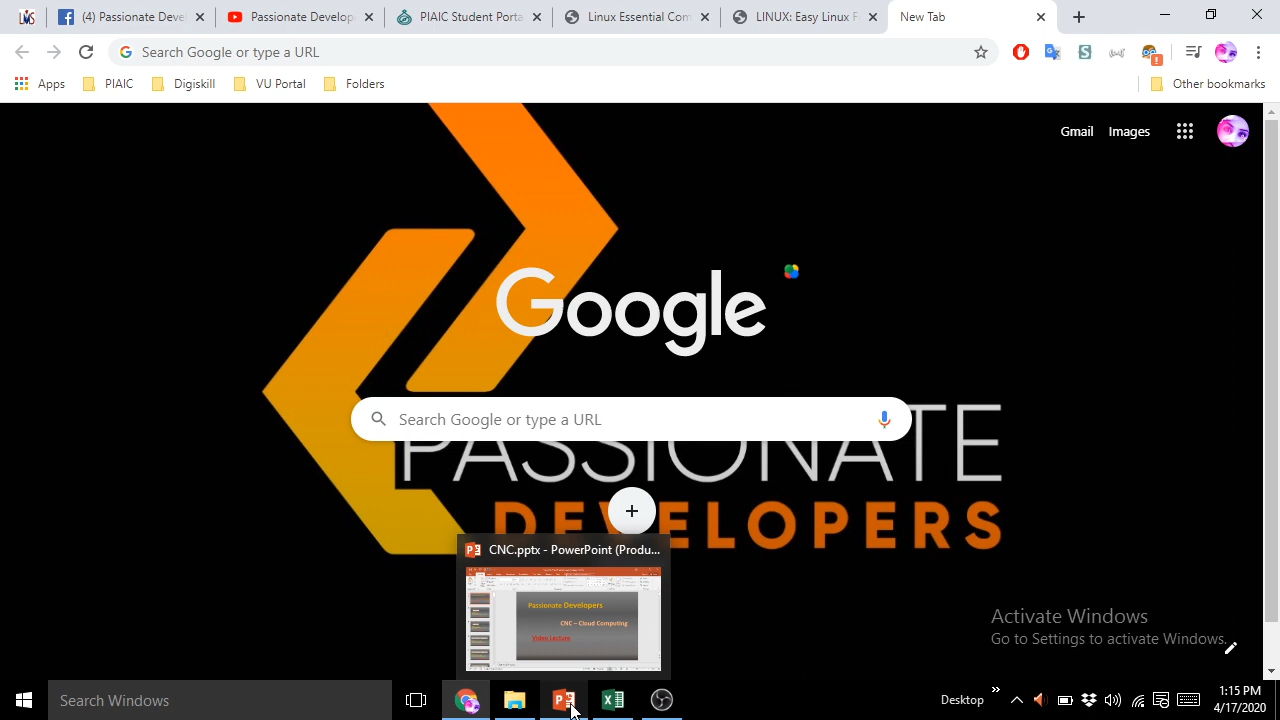 (4) Passionate Dev
Passionate Develop
PIAIC Student Porta
Linux Essential Com
LINUX: Easy Linux F
New Tab
Search Google or type a URL
Apps
PIAIC
Digiskill
VU Portal
Folders
Other bookmarks
Gmail
Images
Google
Search Google or type a URL
PASSIONATE
DEVELOPERS
CNC.pptx - PowerPoint (Produ...
Passionate Developers
CNC – Cloud Computing
Video Lecture
Activate Windows
Go to Settings to activate Windows.
Search Windows
Desktop
1:15 PM
4/17/2020